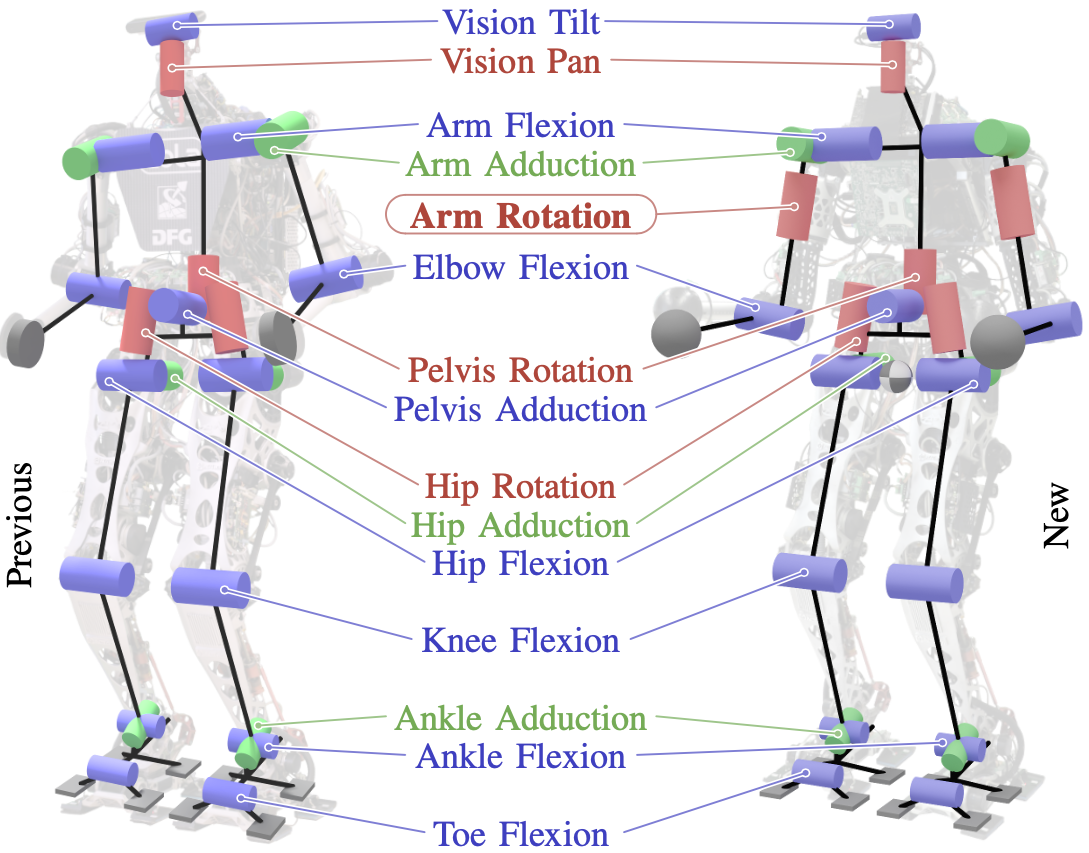 Vision Tilt
Vision Pan
Arm Flexion
Arm Adduction
Arm Rotation
DFG
Elbow Flexion
Pelvis Rotation
Pelvis Adduction
Hip Rotation
Hip Adduction
Hip Flexion
Previous
New
Knee Flexion
Ankle Adduction
Ankle Flexion
Toe Flexion